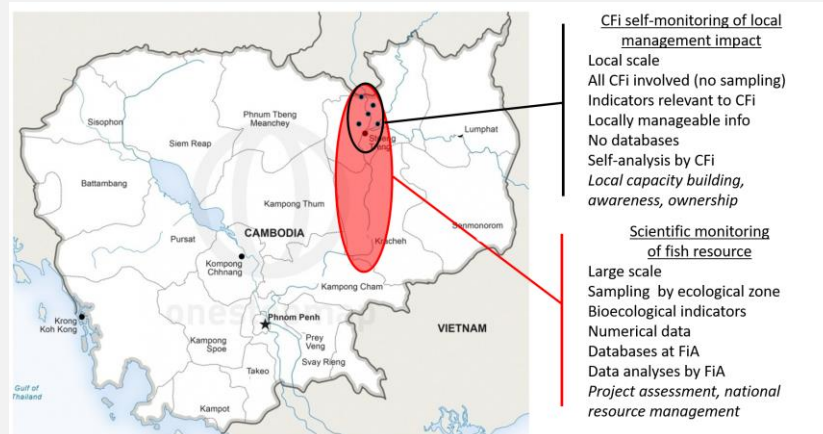 CFi self-monitoring of local
management impact
Local scale
All CFi involved (no sampling)
Indicators relevant to CFi
Locally manageable info
No databases
Self-analysis by CFi
Local capacity building,
awareness, ownership
Scientific monitoring
of fish resource
Large scale
Sampling by ecological zone
Bioecological indicators
Numerical data
Databases at FiA
Data analyses by FiA
Project assessment, national
resource management
Sisophon
Phnum Tbeng
Meanchey
Siem Reap
Lumphat
Battambang
Kampong Thum
Senmonorom
Pursat
CAMBODIA
Kracheh
Kompong
Chhnang
Kampong Cham
Krong
Koh Kong
Phnom Penh
VIETNAM
Kampong
Spoe
Prey
Veng
Svay Rieng
Takeo
Gulf of
Thailand
Kampot